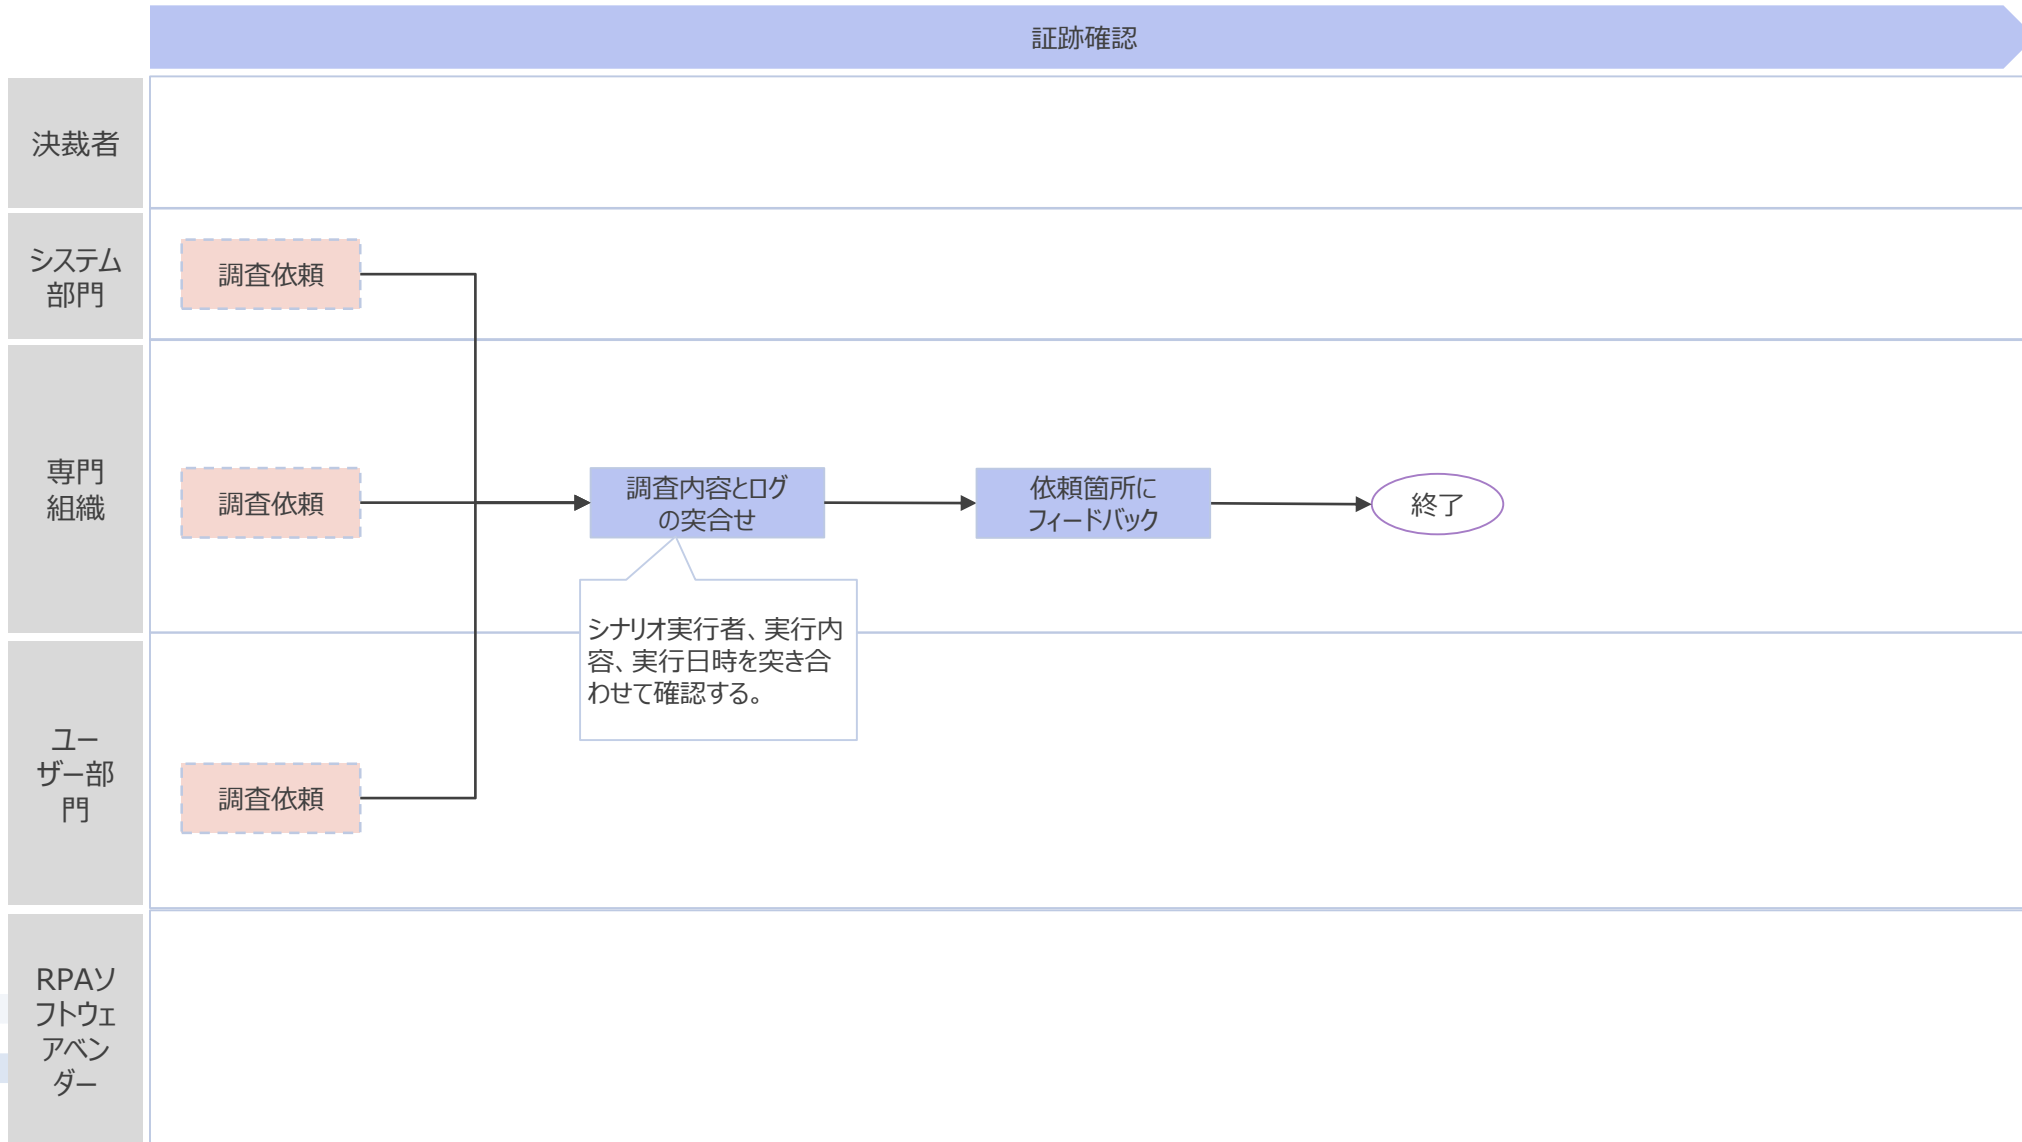 証跡確認
決裁者
システム
部門
調査依頼
専門
組織
調査依頼
調査内容とログ
の突合せ
依頼箇所に
フィードバック
終了
シナリオ実行者、実行内
容、実行日時を突き合
わせて確認する。
ユー
ザー部
門
調査依頼
RPAソ
フトウェ
アベン
ダー